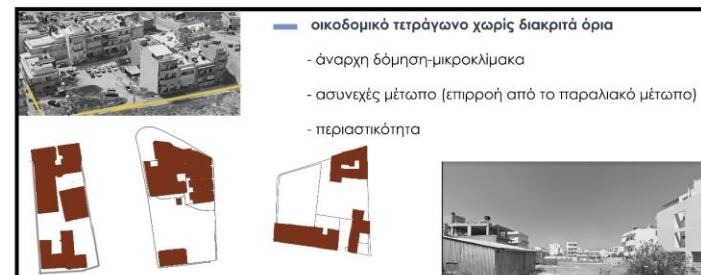 οικοδομικό τετράγωνο χωρίς διακριτά όρια
- άναρχη δόμηση-μικροκλίμακα
- ασυνεχές μέτωπο (επιρροή από το παραλιακό μέτωπο)
- περιαστικότητα